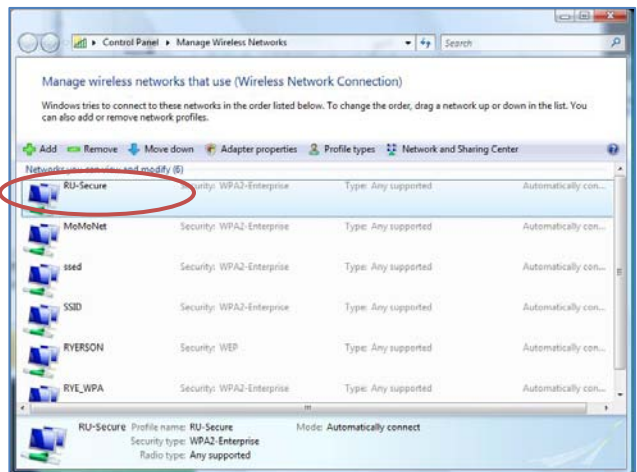 Control Panel ▸ Manage Wireless Networks
Search
Manage wireless networks that use (Wireless Network Connection)
Windows tries to connect to these networks in the order listed below. To change the order, drag a network up or down in the list. You
can also add or remove network profiles.
Add Remove Move down Adapter properties Profile types Network and Sharing Center
Networks you can view and modify (6)
RU-Secure Security: WPA2-Enterprise Type: Any supported Automatically con...
MoMoNet Security: WPA2-Enterprise Type: Any supported Automatically con...
ssed Security: WPA2-Enterprise Type: Any supported Automatically con...
SSID Security: WPA2-Enterprise Type: Any supported Automatically con...
RYERSON Security: WEP Type: Any supported Automatically con...
RYE_WPA Security: WPA2-Enterprise Type: Any supported Automatically con...
RU-Secure Profile name: RU-Secure Mode: Automatically connect
Security type: WPA2-Enterprise
Radio type: Any supported